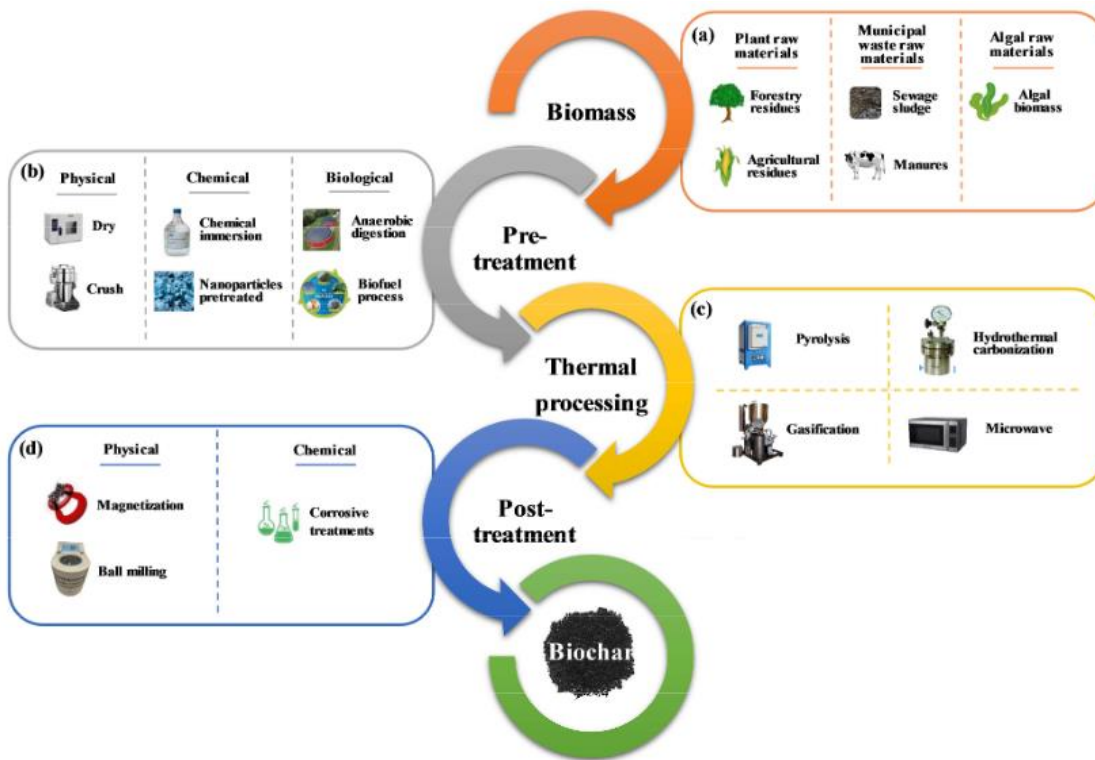 (a)
Plant raw
materials
Municipal
waste raw
materials
Algal raw
materials
Forestry
residues
Sewage
sludge
Algal
biomass
Agricultural
residues
Manures
Biomass
(b)
Physical
Chemical
Biological
Dry
Chemical
immersion
Anaerobic
digestion
Crush
Nanoparticles
pretreated
Biofuel
process
Pre-
treatment
(c)
Pyrolysis
Hydrothermal
carbonization
Gasification
Microwave
Thermal
processing
(d)
Physical
Chemical
Magnetization
Corrosive
treatments
Ball milling
Post-
treatment
Biochar